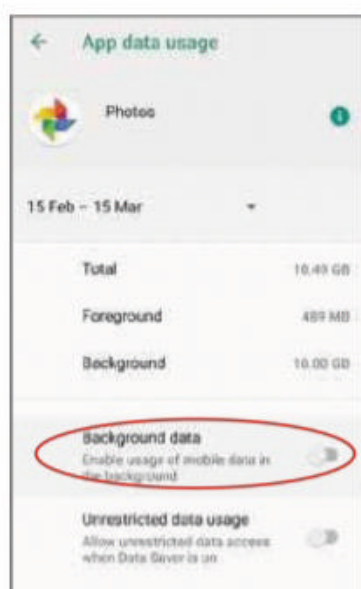 App data usage
Photos
15 Feb – 15 Mar
Total 10.49 GB
Foreground 489 MB
Background 10.00 GB
Background data
Enable usage of mobile data in
the background
Unrestricted data usage
Allow unrestricted data access
when Data Saver is on